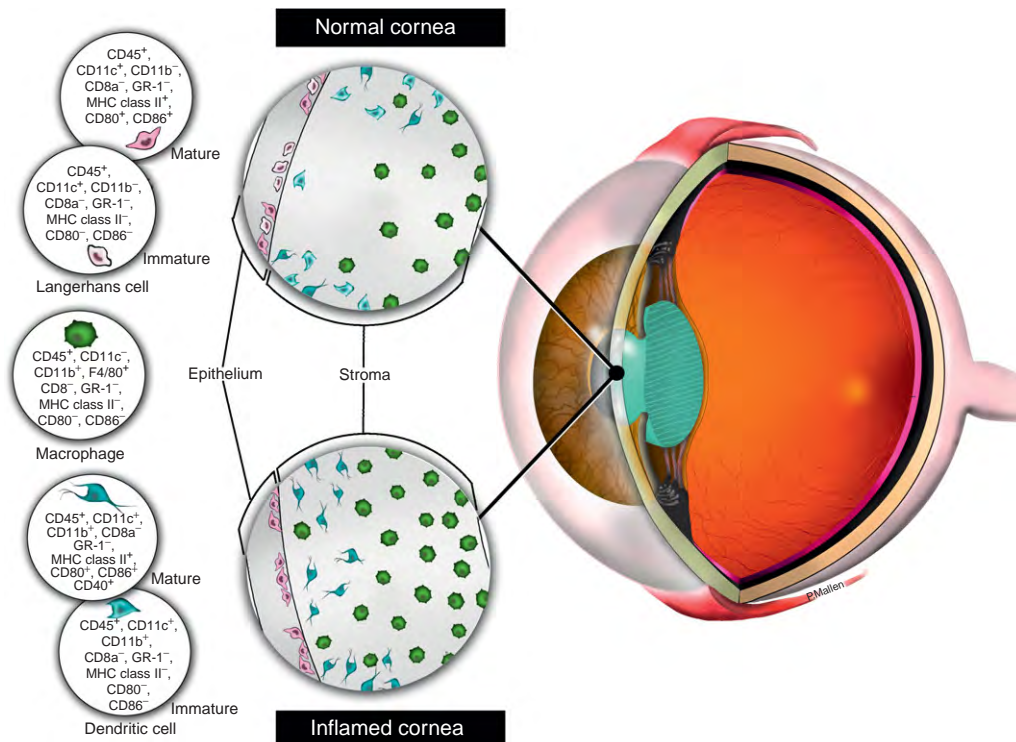 Normal cornea
CD45⁺,
CD11c⁺, CD11b⁻,
CD8a⁻, GR-1⁻,
MHC class II⁺,
CD80⁺, CD86⁺
Mature
CD45⁺,
CD11c⁺, CD11b⁻,
CD8a⁻, GR-1⁻,
MHC class II⁻,
CD80⁻, CD86⁻
Immature
Langerhans cell
CD45⁺, CD11c⁻,
CD11b⁺, F4/80⁺
CD8⁻, GR-1⁻,
MHC class II⁻,
CD80⁻, CD86⁻
Macrophage
Epithelium
Stroma
CD45⁺, CD11c⁺,
CD11b⁺, CD8a⁻
GR-1⁻,
MHC class II⁺,
CD80⁺, CD86⁺
CD40⁺
Mature
CD45⁺, CD11c⁺,
CD11b⁺,
CD8a⁻, GR-1⁻,
MHC class II⁻,
CD80⁻,
CD86⁻
Immature
Dendritic cell
Inflamed cornea
P.Mallen